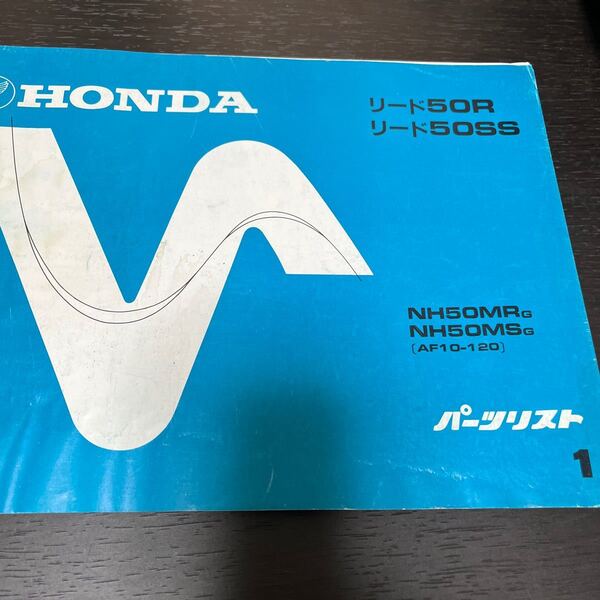 HONDA
リード50R
リード50SS
NH50MRG
NH50MSG
〔AF10-120〕
パーツリスト
1